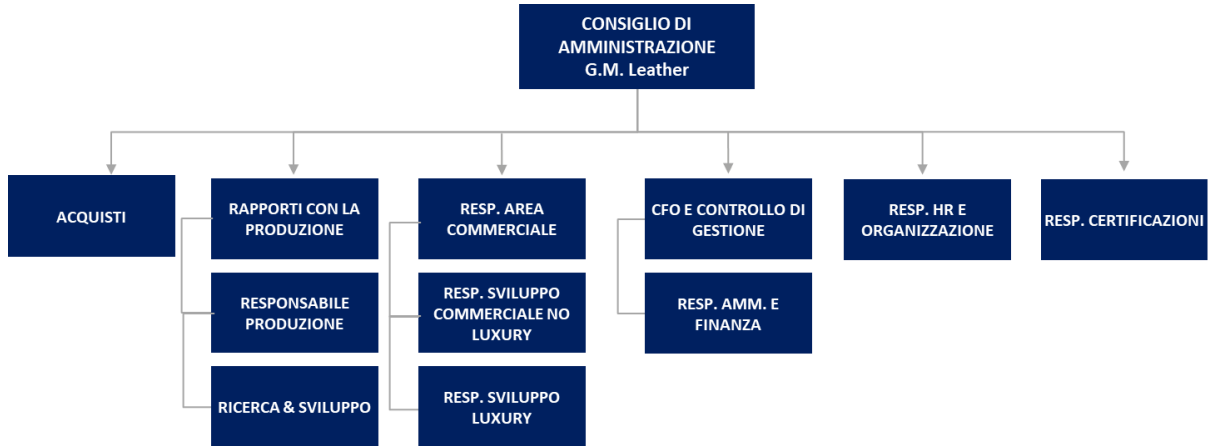 CONSIGLIO DI
AMMINISTRAZIONE
G.M. Leather
ACQUISTI
RAPPORTI CON LA
PRODUZIONE
RESP. AREA
COMMERCIALE
CFO E CONTROLLO DI
GESTIONE
RESP. HR E
ORGANIZZAZIONE
RESP. CERTIFICAZIONI
RESPONSABILE
PRODUZIONE
RESP. SVILUPPO
COMMERCIALE NO
LUXURY
RESP. AMM. E
FINANZA
RICERCA & SVILUPPO
RESP. SVILUPPO
LUXURY